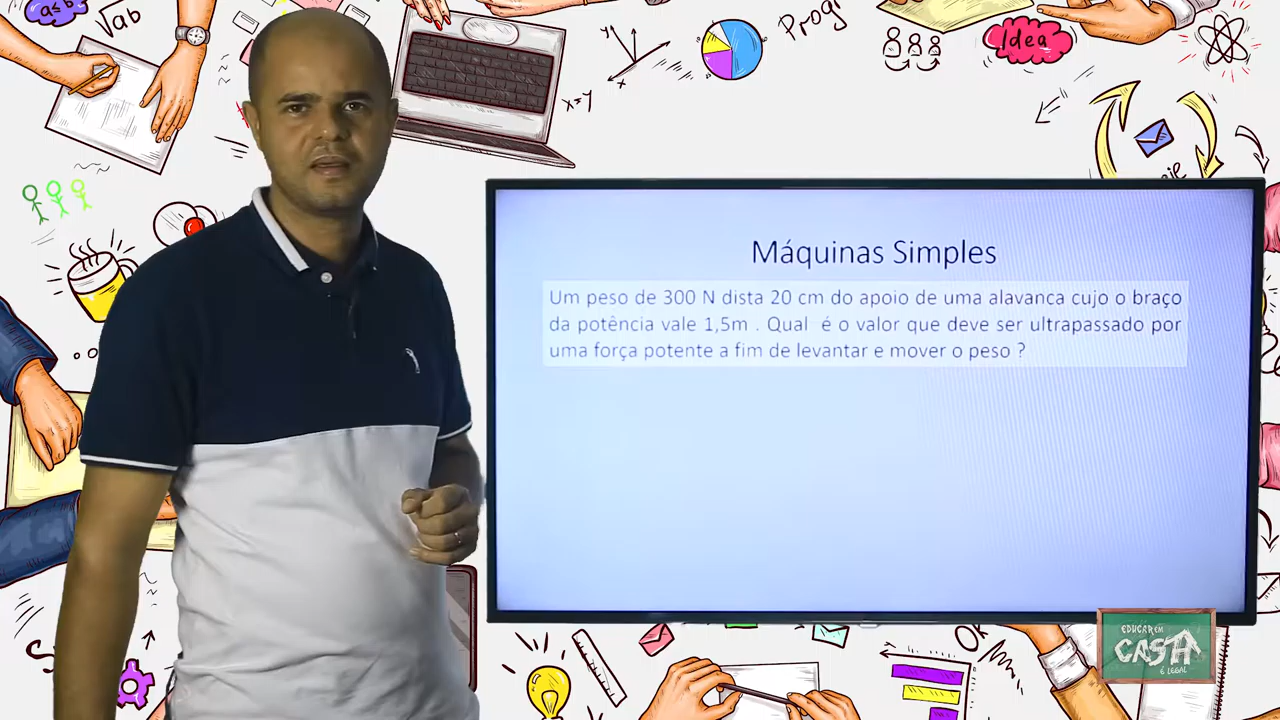 a≤b
√ab
y
x
x=y
Progr
Idea
Máquinas Simples
Um peso de 300 N dista 20 cm do apoio de uma alavanca cujo o braço
da potência vale 1,5m . Qual é o valor que deve ser ultrapassado por
uma força potente a fim de levantar e mover o peso ?
Ok
EDUCAR EM
CASA
É LEGAL